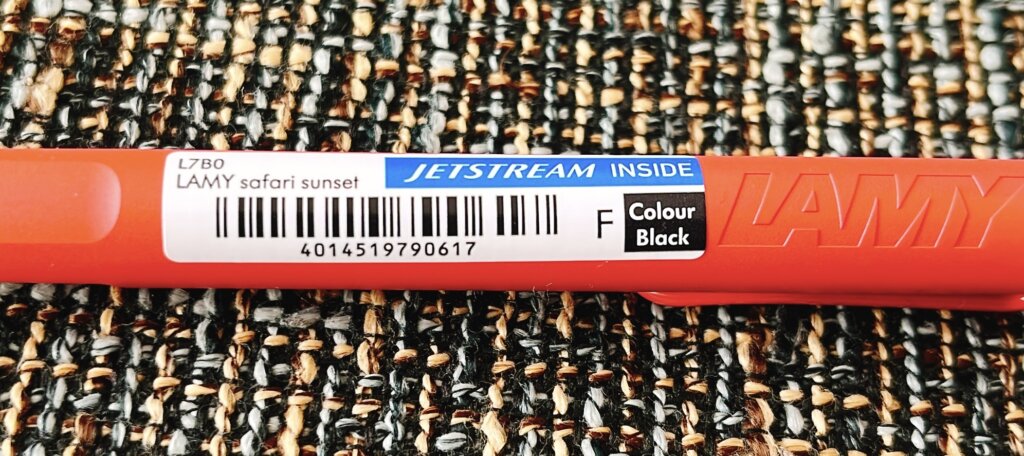 L7B0
LAMY safari sunset
JETSTREAM INSIDE
4014519790617
F
Colour
Black
LAMY